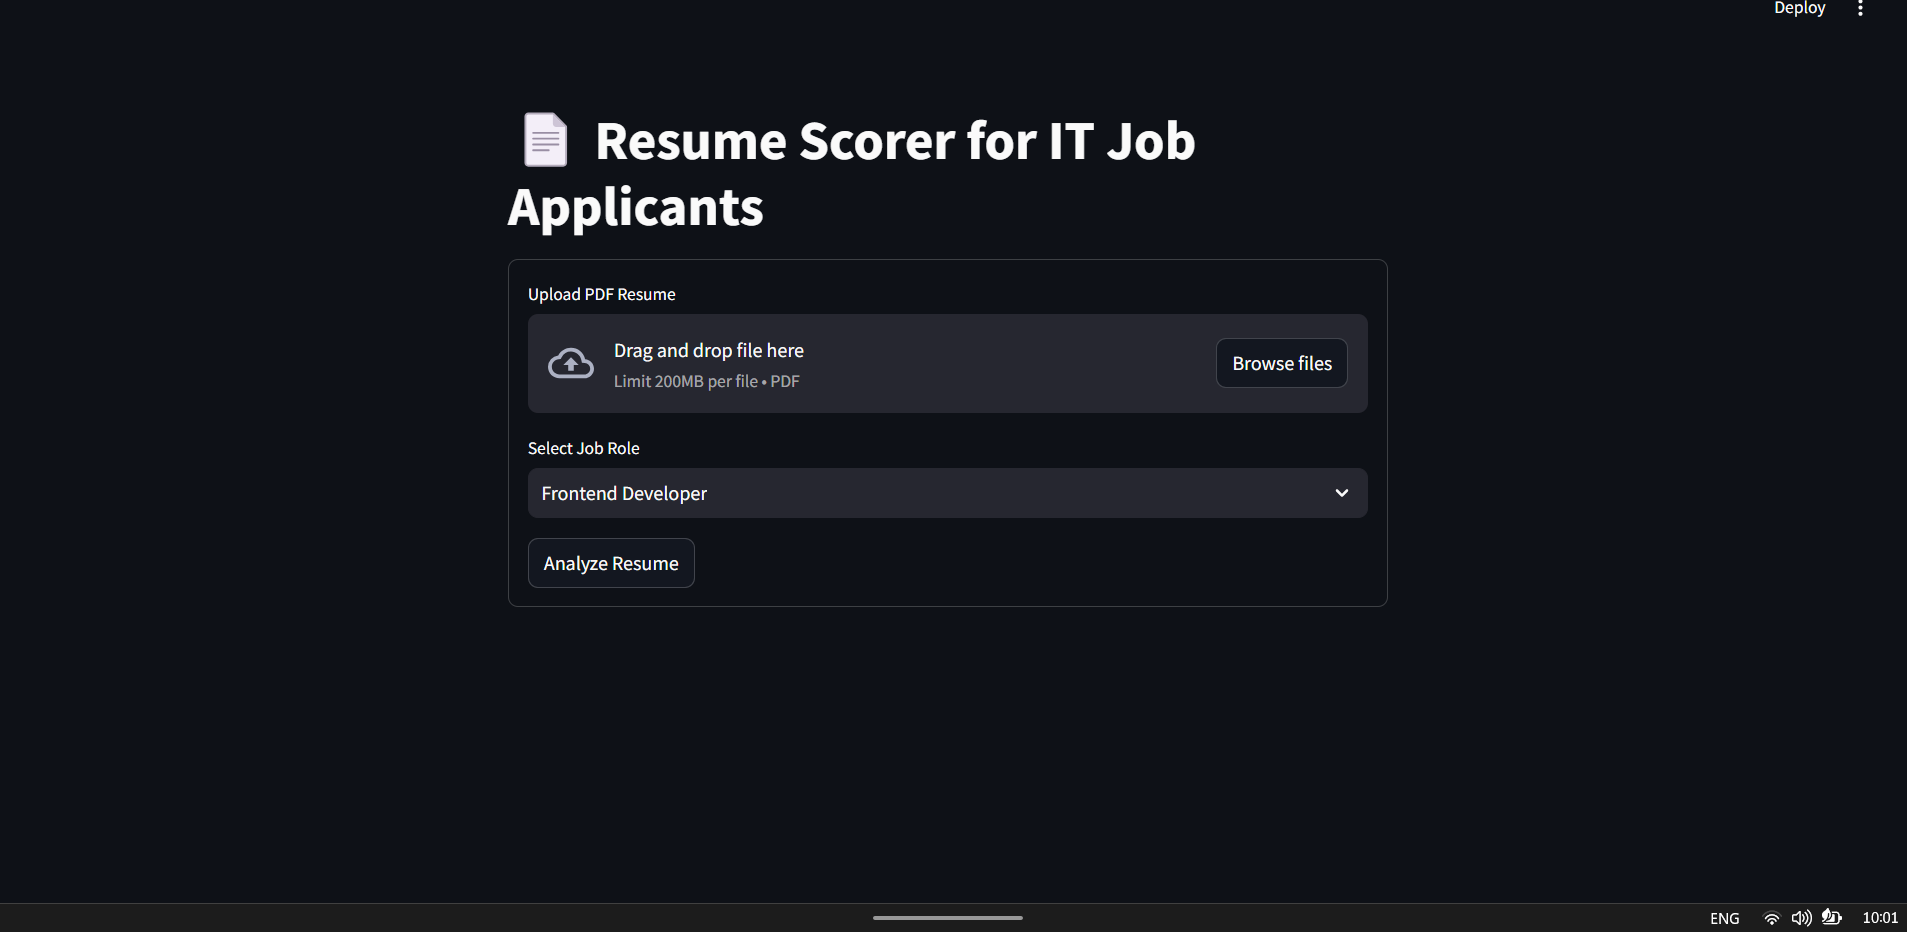 Deploy
Resume Scorer for IT Job
Applicants
Upload PDF Resume
Drag and drop file here
Limit 200MB per file • PDF
Browse files
Select Job Role
Frontend Developer
Analyze Resume
ENG
10:01